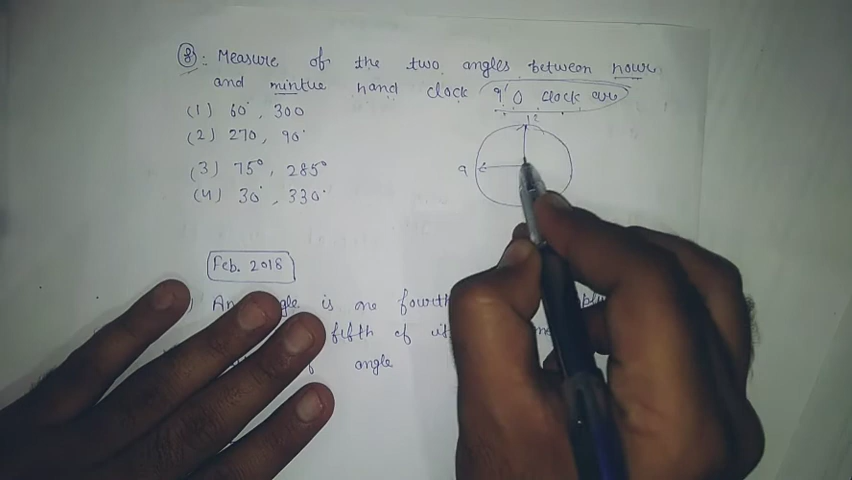 8: Measure of the two angles between hour
and mintue hand clock 9' O clock are
(1) 60°, 300
(2) 270, 90°
(3) 75°, 285°
(4) 30°, 330°
12
9
Feb. 2018
) An angle is one fourth
fifth of
angle